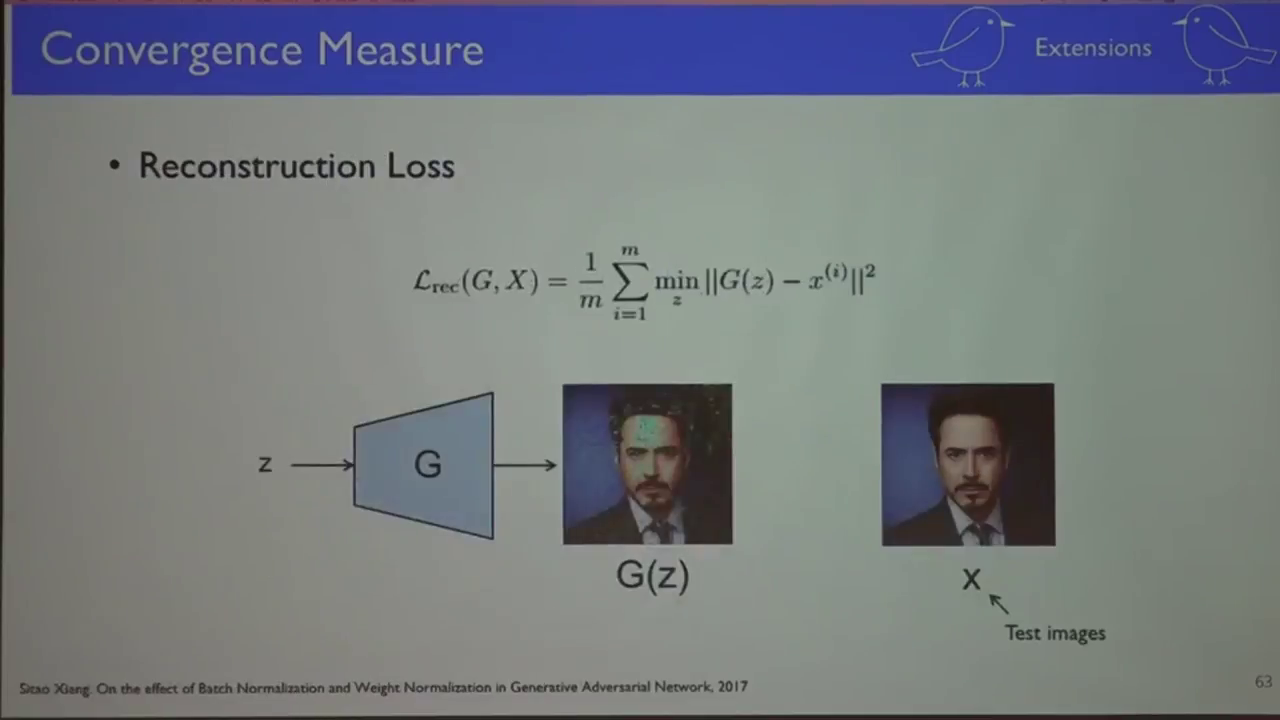 Convergence Measure
Extensions
• Reconstruction Loss
$\mathcal{L}_{\text{rec}}(G, X) = \frac{1}{m} \sum_{i=1}^{m} \min_{z} ||G(z) - x^{(i)}||^2$
z
G
G(z)
x
Test images
Sitao Xiang. On the effect of Batch Normalization and Weight Normalization in Generative Adversarial Network, 2017
63